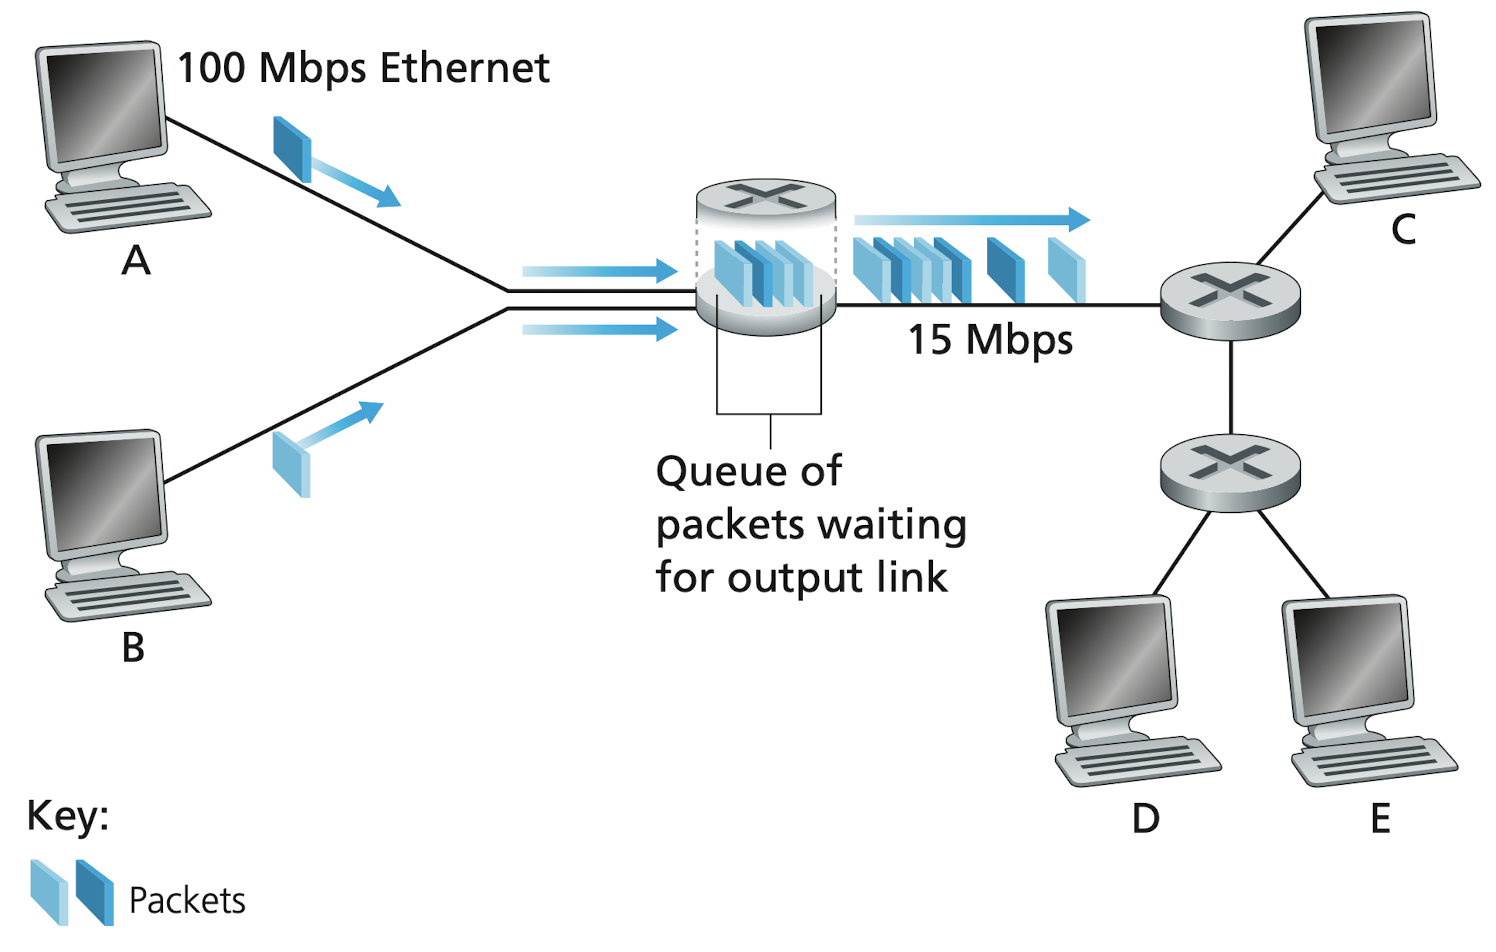 100 Mbps Ethernet
A
C
15 Mbps
Queue of
packets waiting
for output link
B
D
E
Key:
Packets